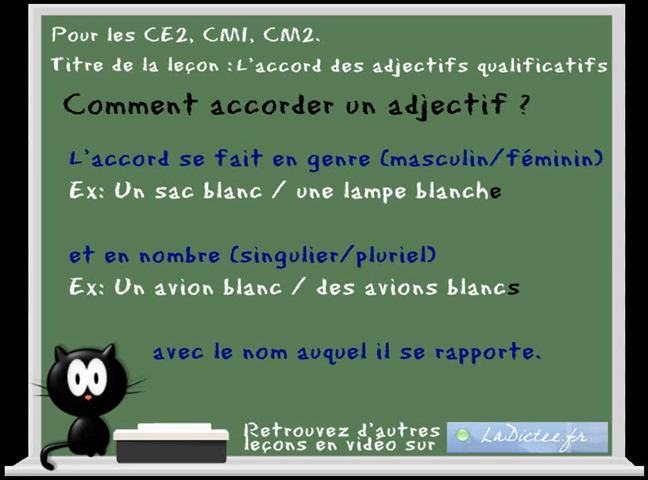 Pour les CE2, CM1, CM2.
Titre de la leçon : L'accord des adjectifs qualificatifs
Comment accorder un adjectif ?
L'accord se fait en genre (masculin/féminin)
Ex: Un sac blanc / une lampe blanche
et en nombre (singulier/pluriel)
Ex: Un avion blanc / des avions blancs
avec le nom auquel il se rapporte.
Retrouvez d'autres
leçons en vidéo sur LaDictee.fr